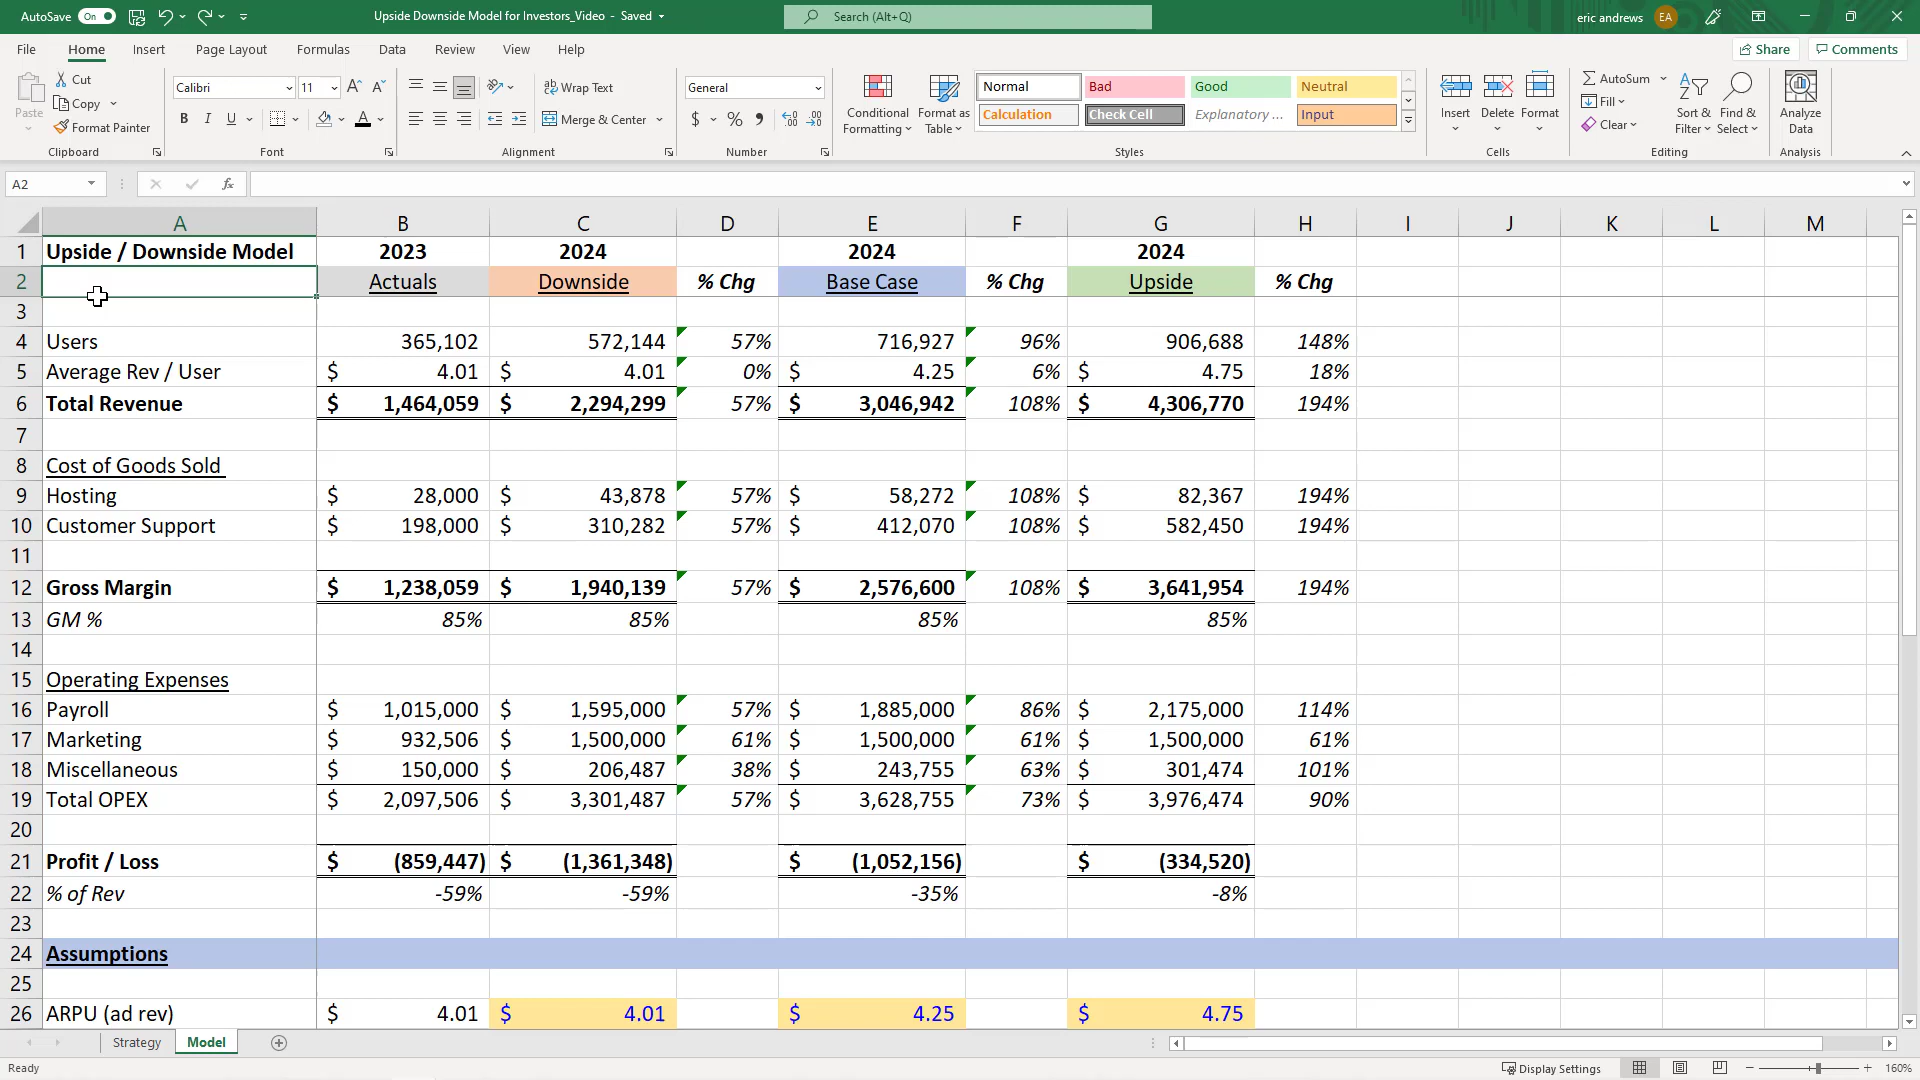 AutoSave On Upside Downside Model for Investors_Video - Saved Search (Alt+Q) eric andrews EA
File Home Insert Page Layout Formulas Data Review View Help Share Comments
Paste Cut Copy Format Painter
Calibri 11 A^ A˅
B I U A
Wrap Text Merge & Center
General
$ % 9
Conditional Formatting Format as Table
Normal Bad Good Neutral
Calculation Check Cell Explanatory ... Input
Insert Delete Format
AutoSum Fill Clear
Sort & Filter Find & Select Analyze Data
Clipboard Font Alignment Number Styles Cells Editing Analysis
A2 fx
A B C D E F G H I J K L M
1 Upside / Downside Model 2023 2024 2024 2024
2 Actuals Downside % Chg Base Case % Chg Upside % Chg
3
4 Users 365,102 572,144 57% 716,927 96% 906,688 148%
5 Average Rev / User $ 4.01 $ 4.01 0% $ 4.25 6% $ 4.75 18%
6 Total Revenue $ 1,464,059 $ 2,294,299 57% $ 3,046,942 108% $ 4,306,770 194%
7
8 Cost of Goods Sold
9 Hosting $ 28,000 $ 43,878 57% $ 58,272 108% $ 82,367 194%
10 Customer Support $ 198,000 $ 310,282 57% $ 412,070 108% $ 582,450 194%
11
12 Gross Margin $ 1,238,059 $ 1,940,139 57% $ 2,576,600 108% $ 3,641,954 194%
13 GM % 85% 85% 85% 85%
14
15 Operating Expenses
16 Payroll $ 1,015,000 $ 1,595,000 57% $ 1,885,000 86% $ 2,175,000 114%
17 Marketing $ 932,506 $ 1,500,000 61% $ 1,500,000 61% $ 1,500,000 61%
18 Miscellaneous $ 150,000 $ 206,487 38% $ 243,755 63% $ 301,474 101%
19 Total OPEX $ 2,097,506 $ 3,301,487 57% $ 3,628,755 73% $ 3,976,474 90%
20
21 Profit / Loss $ (859,447) $ (1,361,348) $ (1,052,156) $ (334,520)
22 % of Rev -59% -59% -35% -8%
23
24 Assumptions
25
26 ARPU (ad rev) $ 4.01 $ 4.01 $ 4.25 $ 4.75
Strategy Model
Ready Display Settings 160%